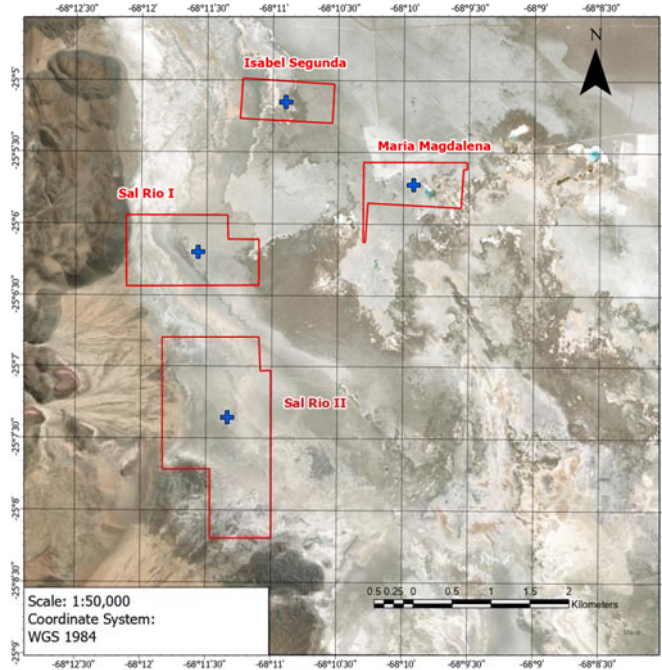 -68°12'30" -68°12' -68°11'30" -68°11' -68°10'30" -68°10' -68°9'30" -68°9' -68°8'30"
N
Isabel Segunda
Maria Magdalena
Sal Rio I
Sal Rio II
-25°5'
-25°5'30"
-25°6'
-25°6'30"
-25°7'
-25°7'30"
-25°8'
-25°8'30"
-25°9'
0.5 0.25 0 0.5 1 1.5 2
Kilometers
Scale: 1:50,000
Coordinate System:
WGS 1984
-68°12'30" -68°12' -68°11'30" -68°11' -68°10'30" -68°10' -68°9'30" -68°9' -68°8'30"